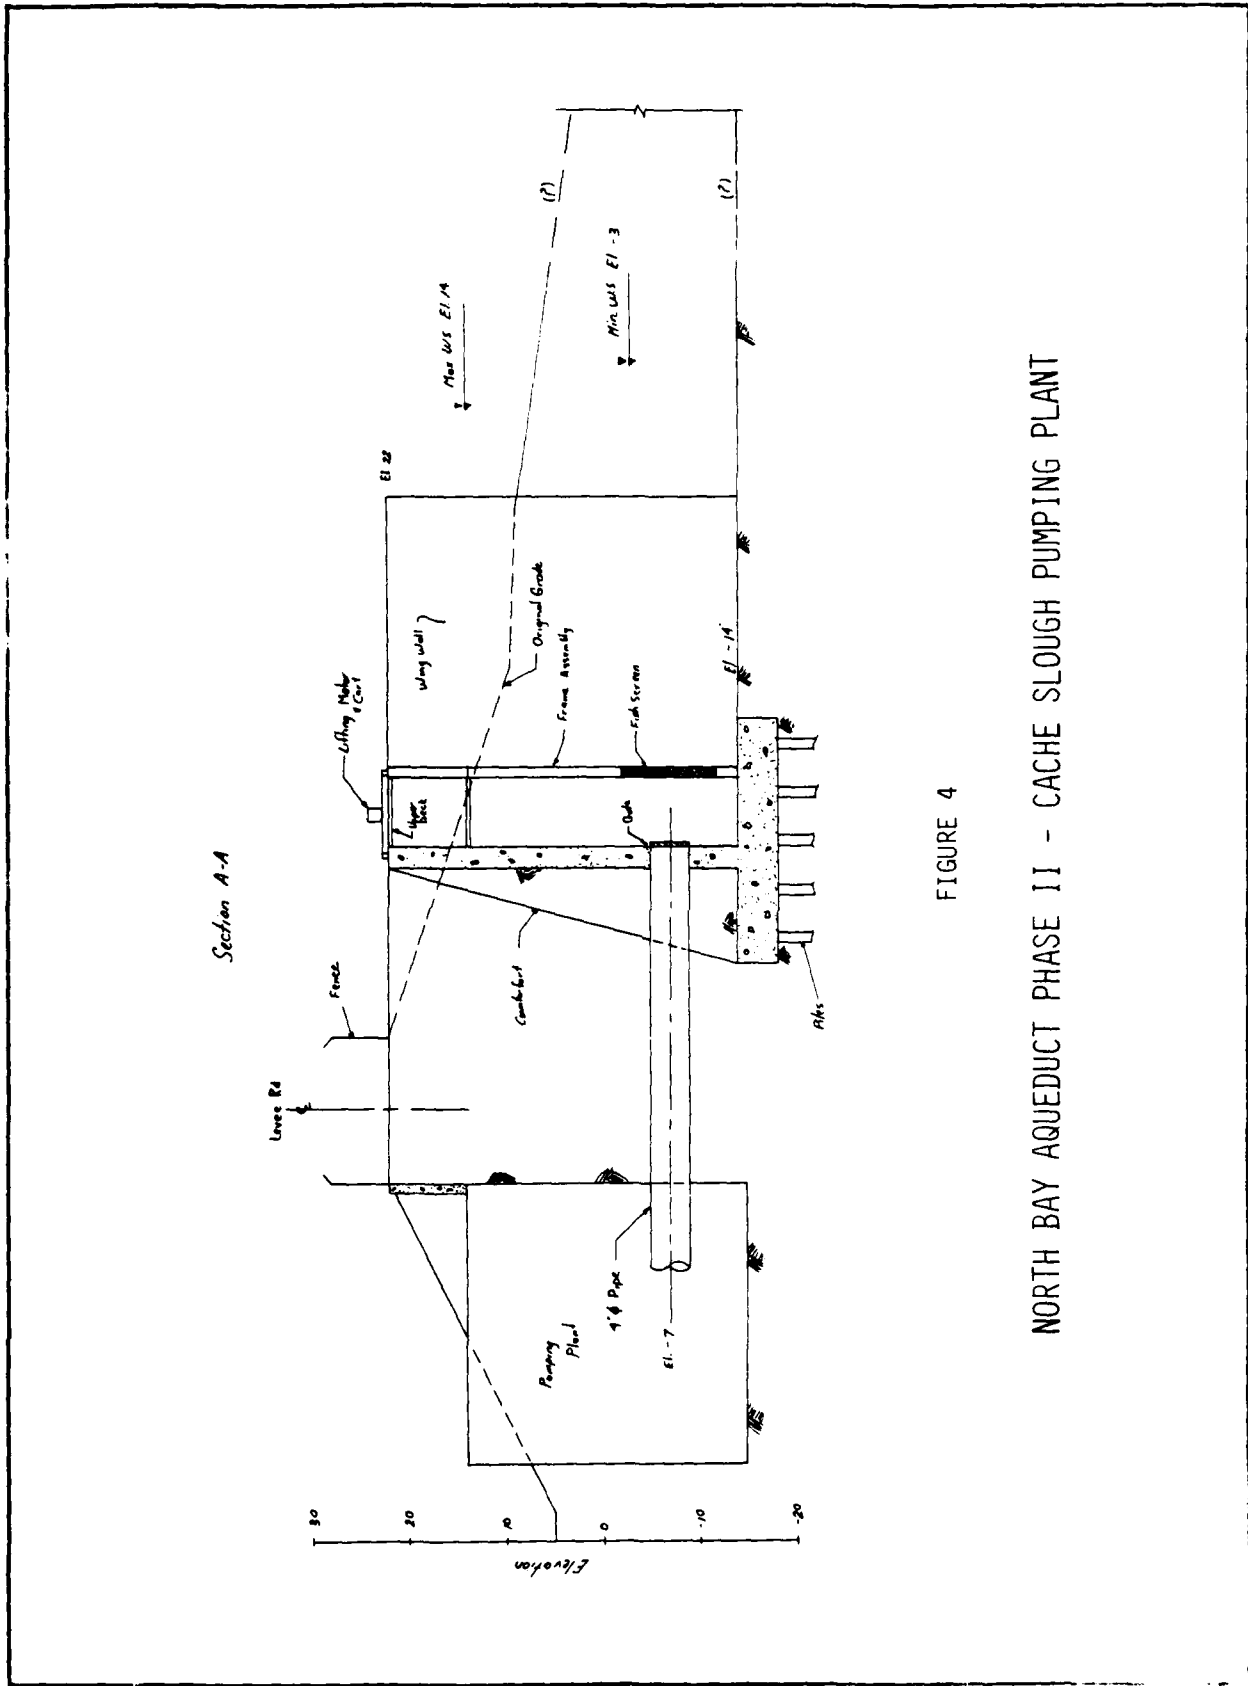 Section A-A
Levee Rd
℄
Fence
Lifting Motor
& Cart
El 22
Max WS El. 14
(?)
Upper
Deck
Wing Wall
Original Grade
Counterfort
Frame Assembly
Min WS El -3
Pumping
Plant
4'ϕ Pipe
Fish Screen
El. -7
El -14
(?)
Piles
Elevation
30
20
10
0
-10
-20
FIGURE 4
NORTH BAY AQUEDUCT PHASE II - CACHE SLOUGH PUMPING PLANT